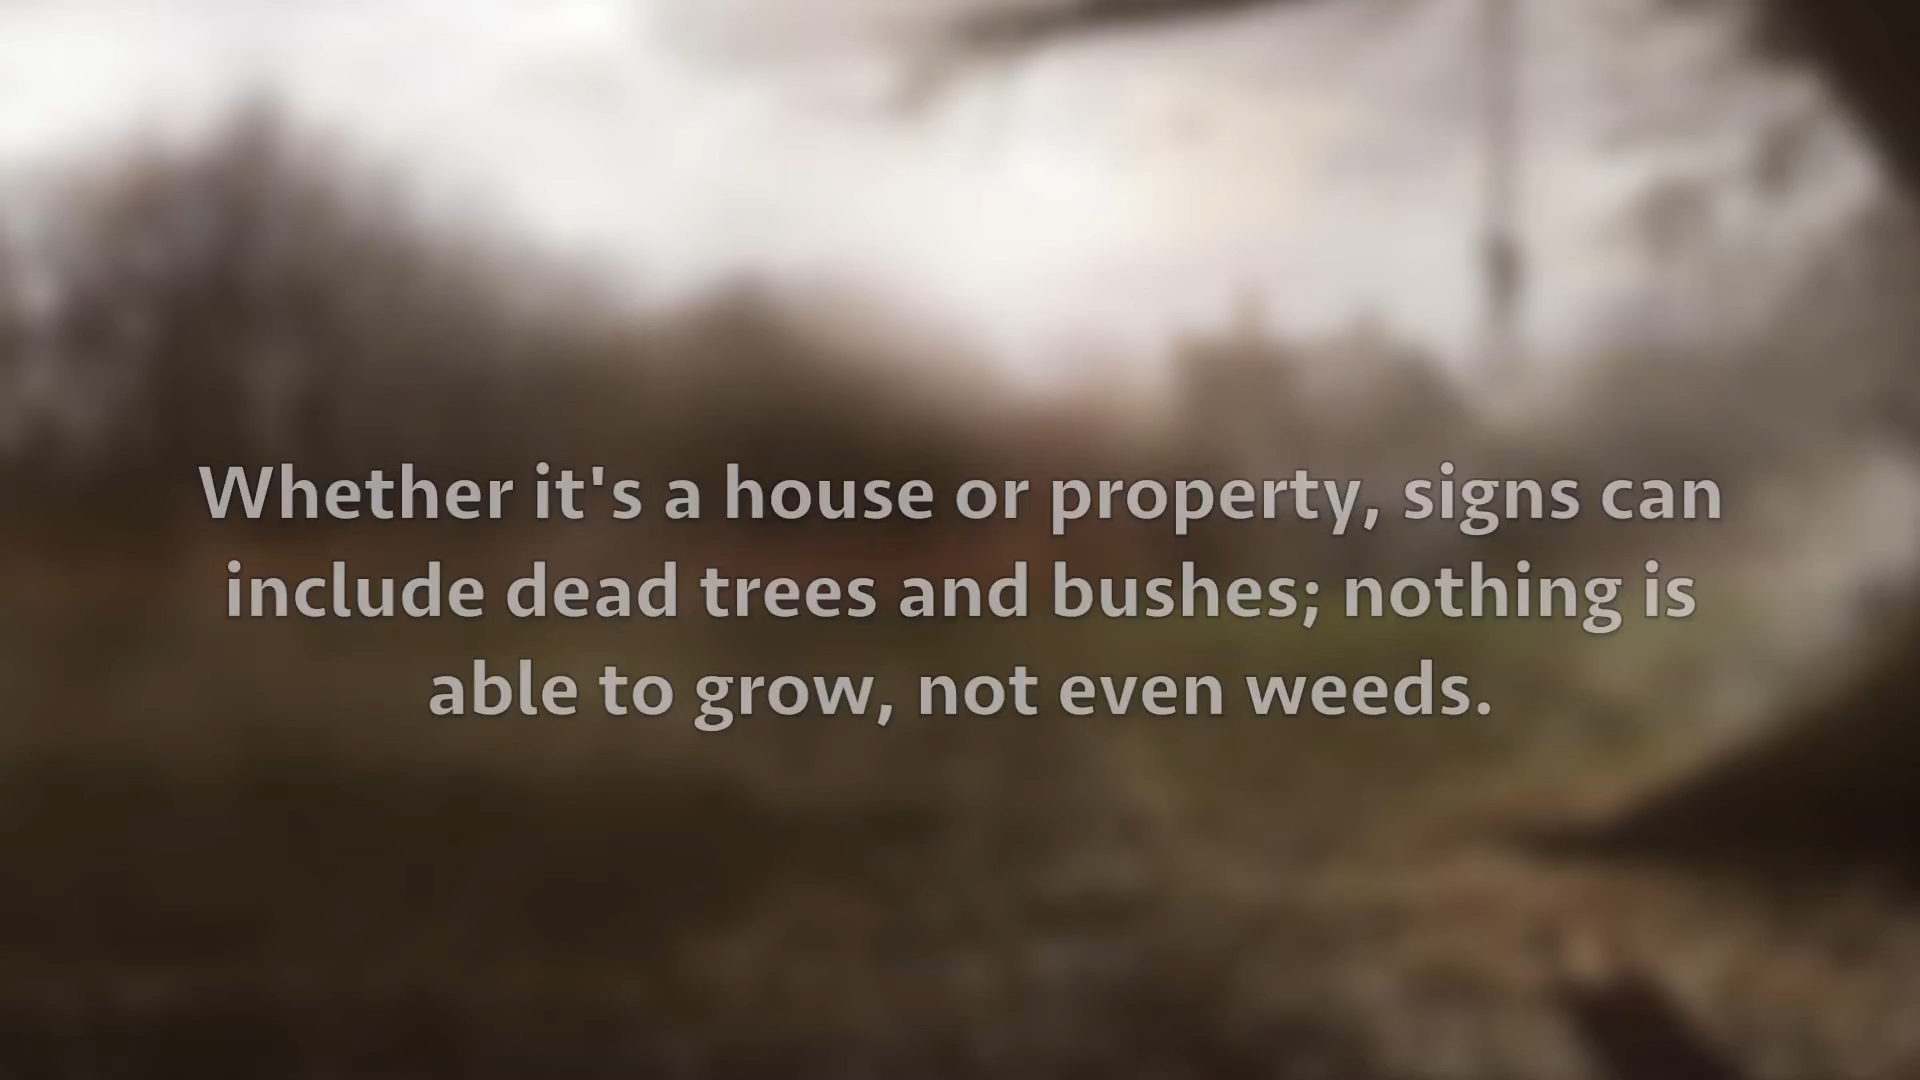 Whether it's a house or property, signs can
include dead trees and bushes; nothing is
able to grow, not even weeds.